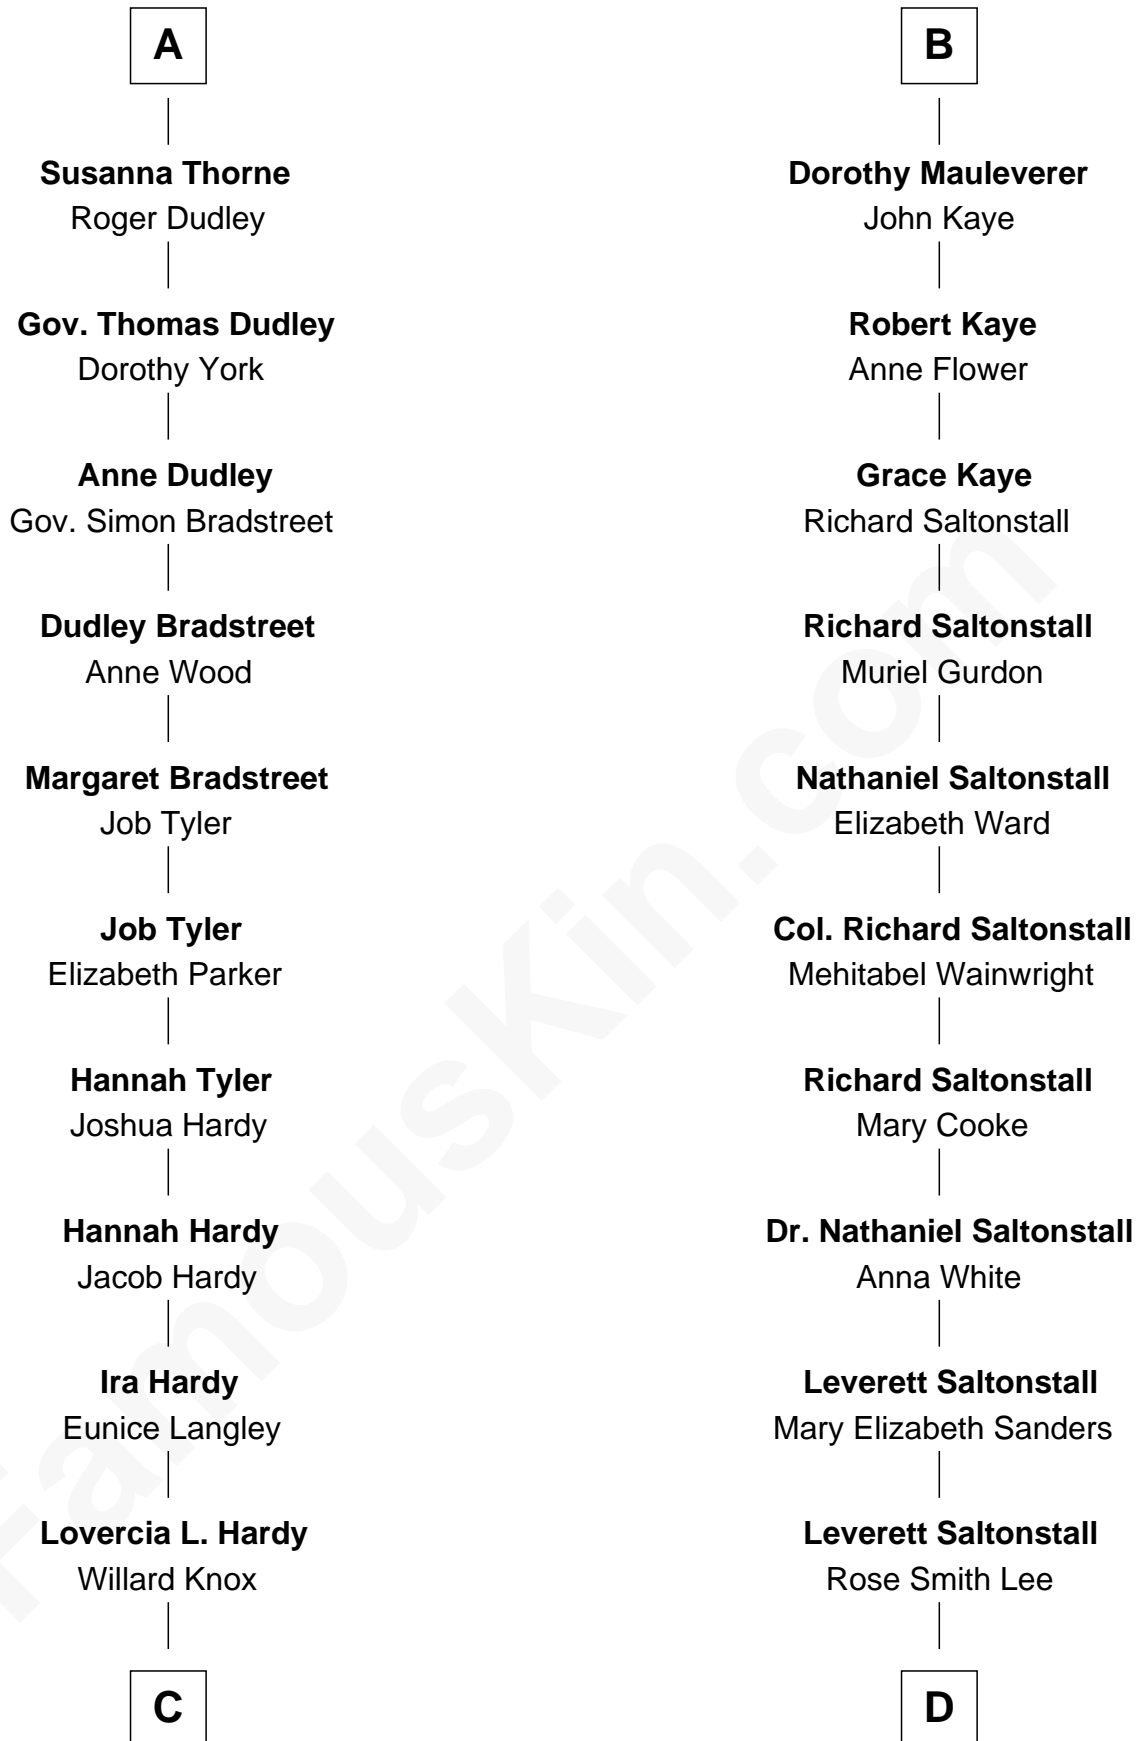 A
Susanna Thorne
Roger Dudley
Gov. Thomas Dudley
Dorothy York
Anne Dudley
Gov. Simon Bradstreet
Dudley Bradstreet
Anne Wood
Margaret Bradstreet
Job Tyler
Job Tyler
Elizabeth Parker
Hannah Tyler
Joshua Hardy
Hannah Hardy
Jacob Hardy
Ira Hardy
Eunice Langley
Lovercia L. Hardy
Willard Knox
C
B
Dorothy Mauleverer
John Kaye
Robert Kaye
Anne Flower
Grace Kaye
Richard Saltonstall
Richard Saltonstall
Muriel Gurdon
Nathaniel Saltonstall
Elizabeth Ward
Col. Richard Saltonstall
Mehitabel Wainwright
Richard Saltonstall
Mary Cooke
Dr. Nathaniel Saltonstall
Anna White
Leverett Saltonstall
Mary Elizabeth Sanders
Leverett Saltonstall
Rose Smith Lee
D
FamousKin.com